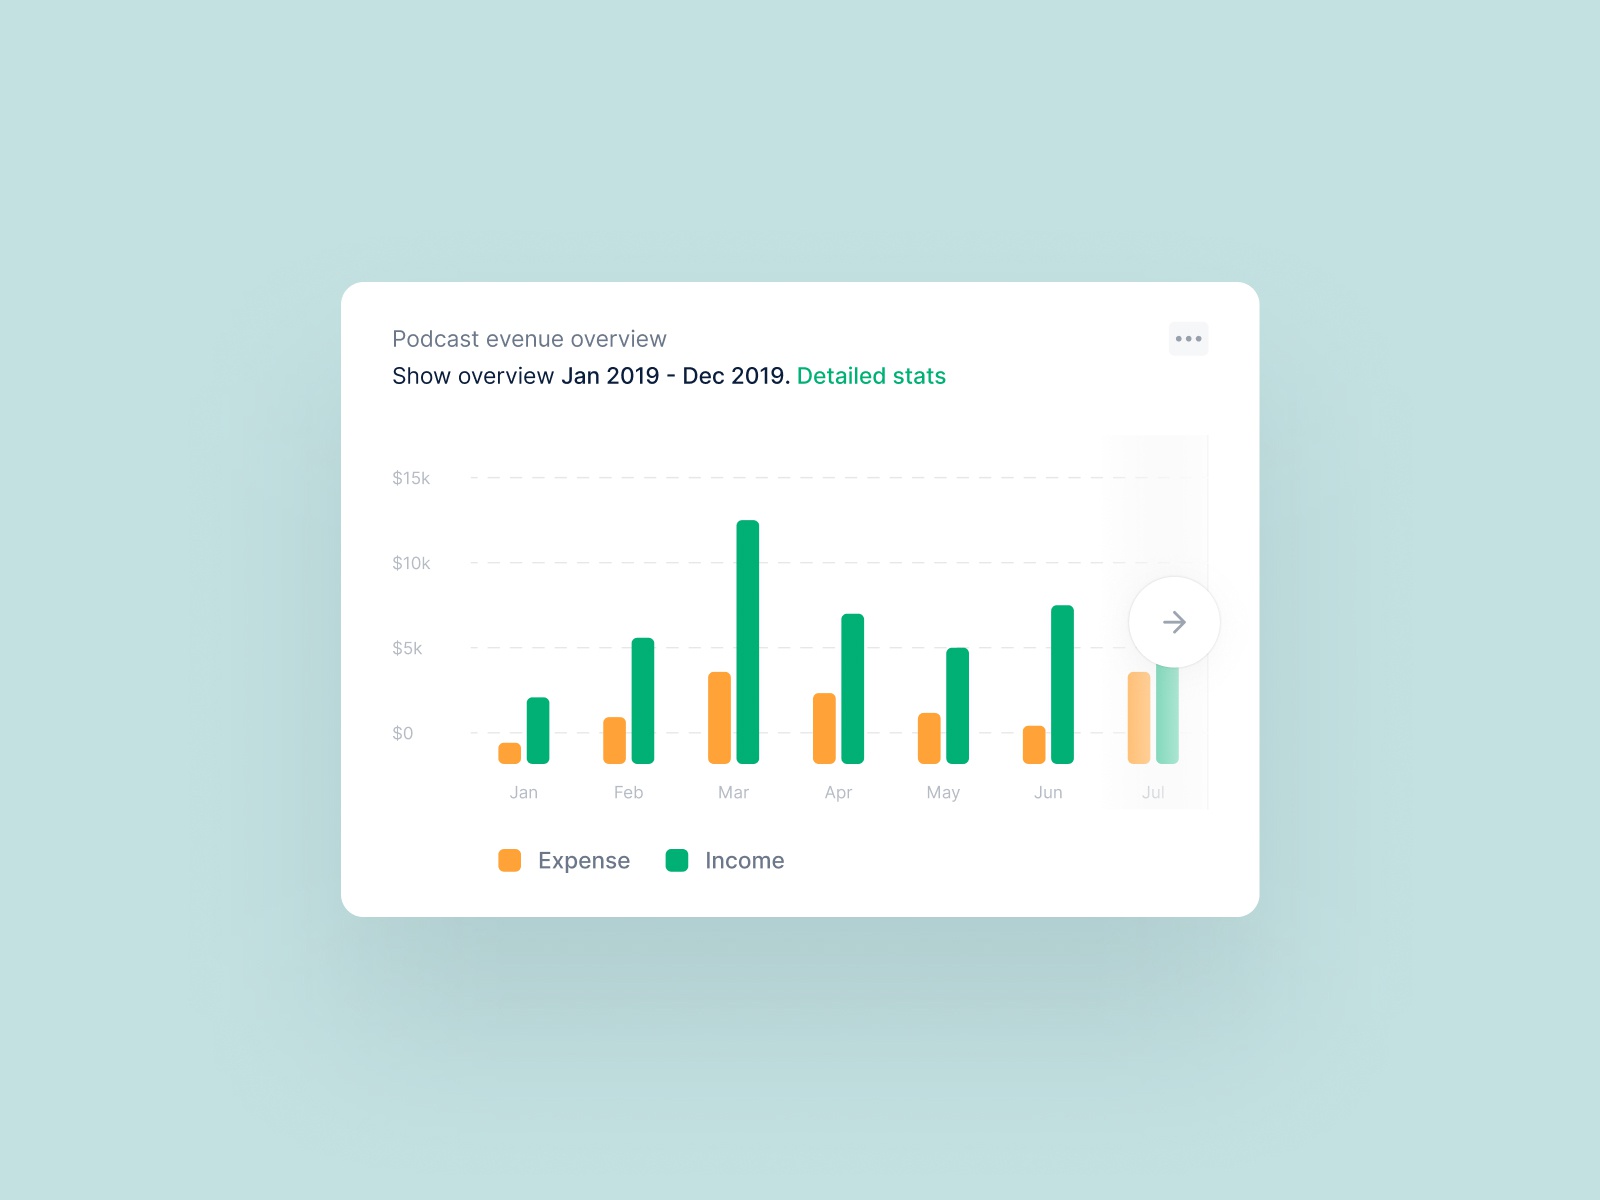 Podcast evenue overview
Show overview Jan 2019 - Dec 2019. Detailed stats
$15k
$10k
$5k
$0
Jan Feb Mar Apr May Jun Jul
Expense Income